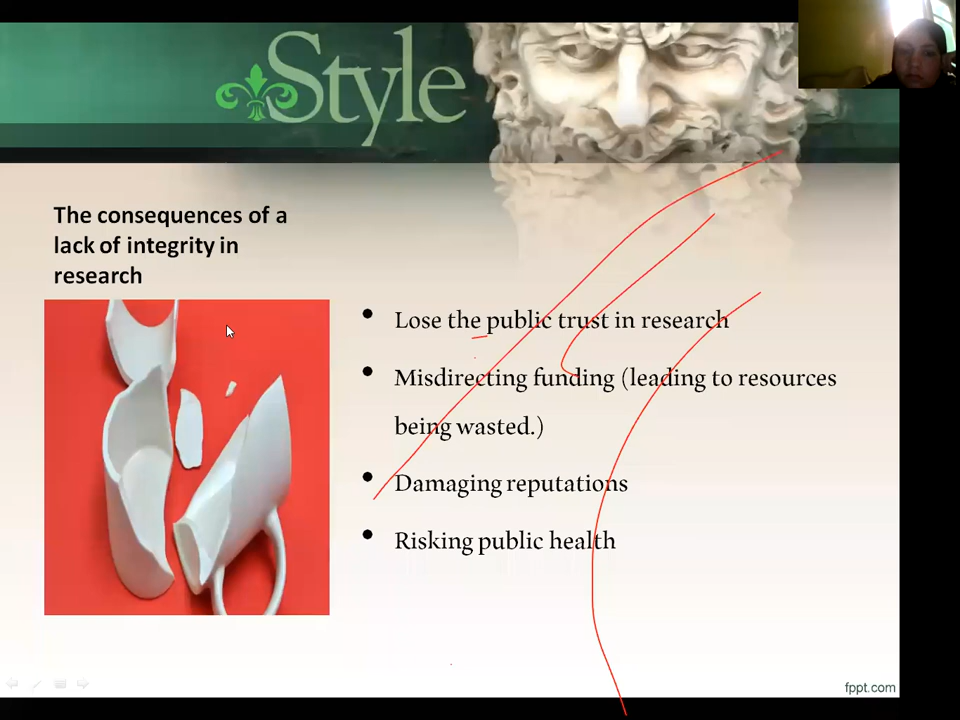 Style
The consequences of a
lack of integrity in
research
• Lose the public trust in research
• Misdirecting funding (leading to resources
being wasted.)
• Damaging reputations
• Risking public health
fppt.com